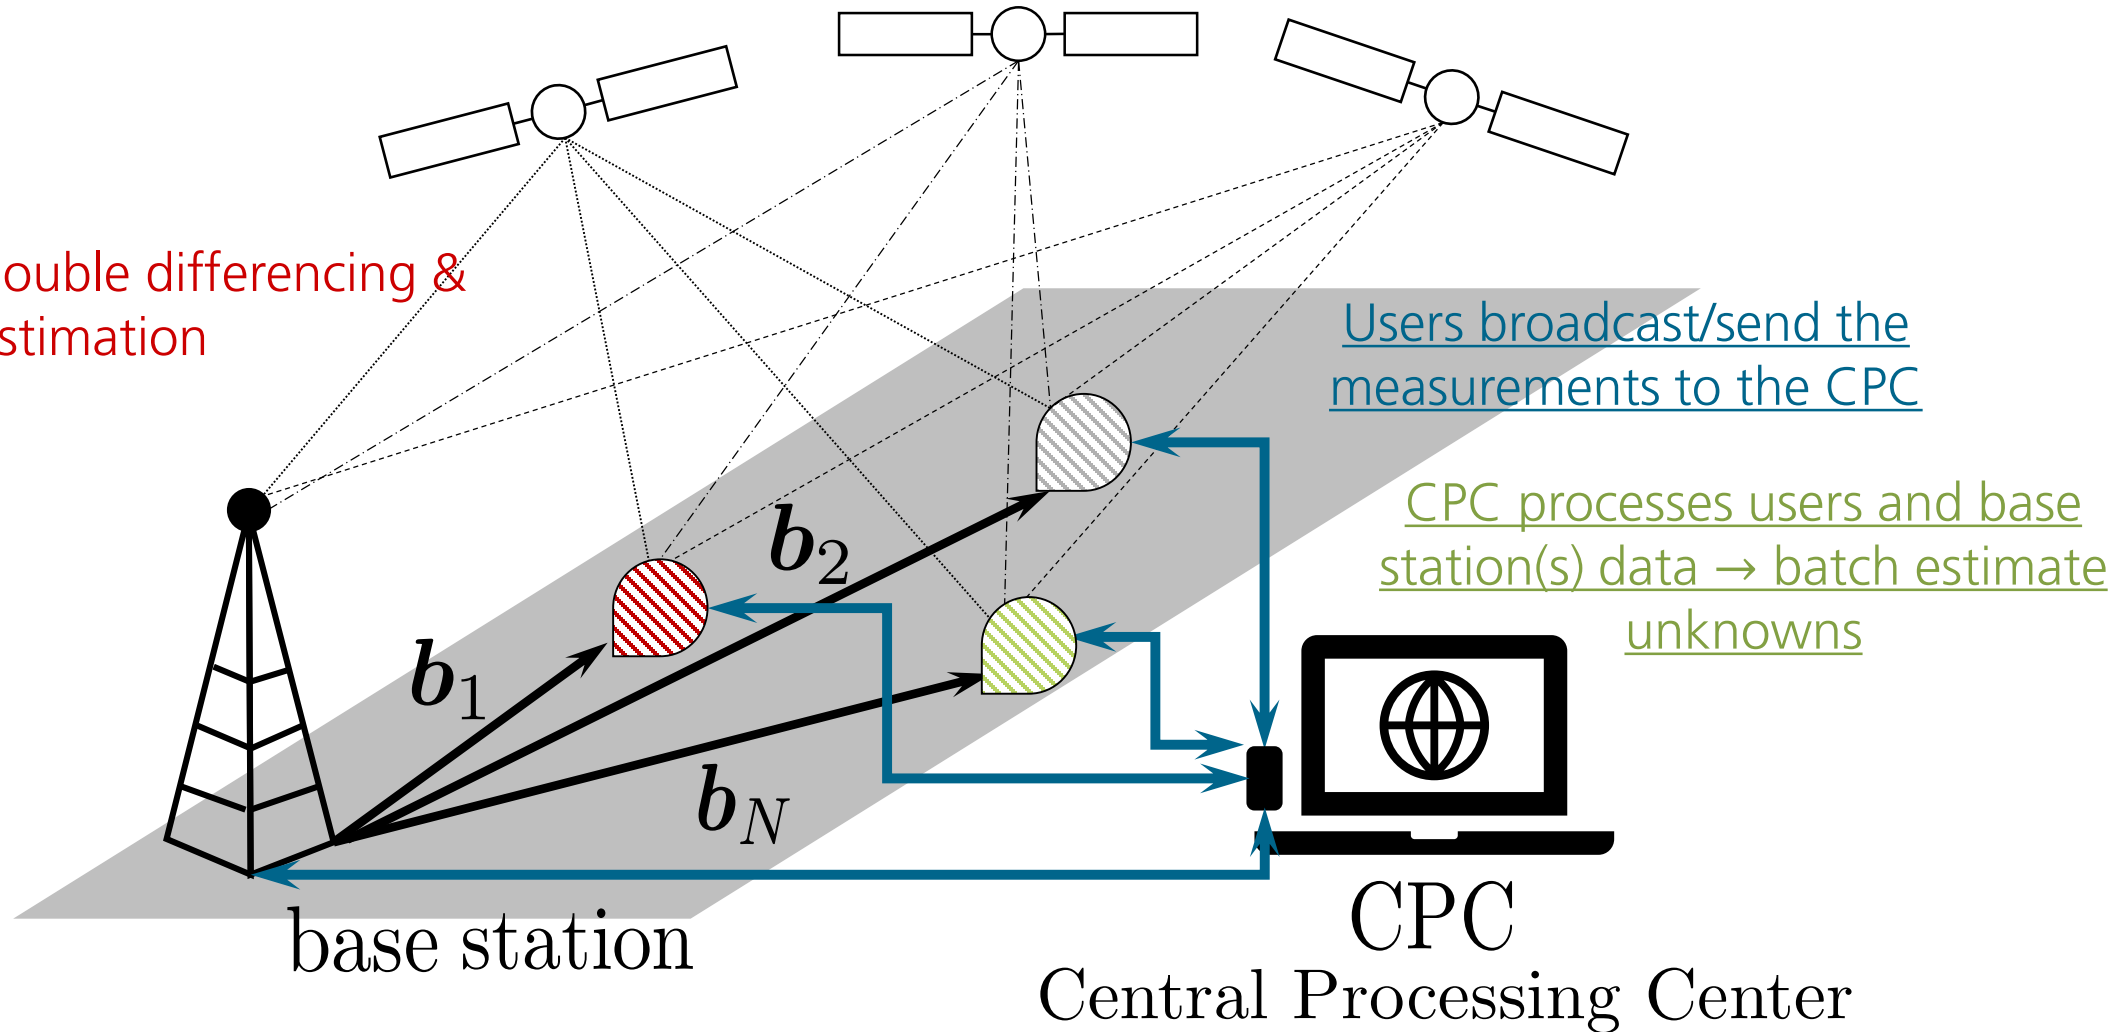 ouble differencing &
stimation
Users broadcast/send the
measurements to the CPC
CPC processes users and base
station(s) data → batch estimate
unknowns
b₂
b₁
b_N
base station
CPC
Central Processing Center